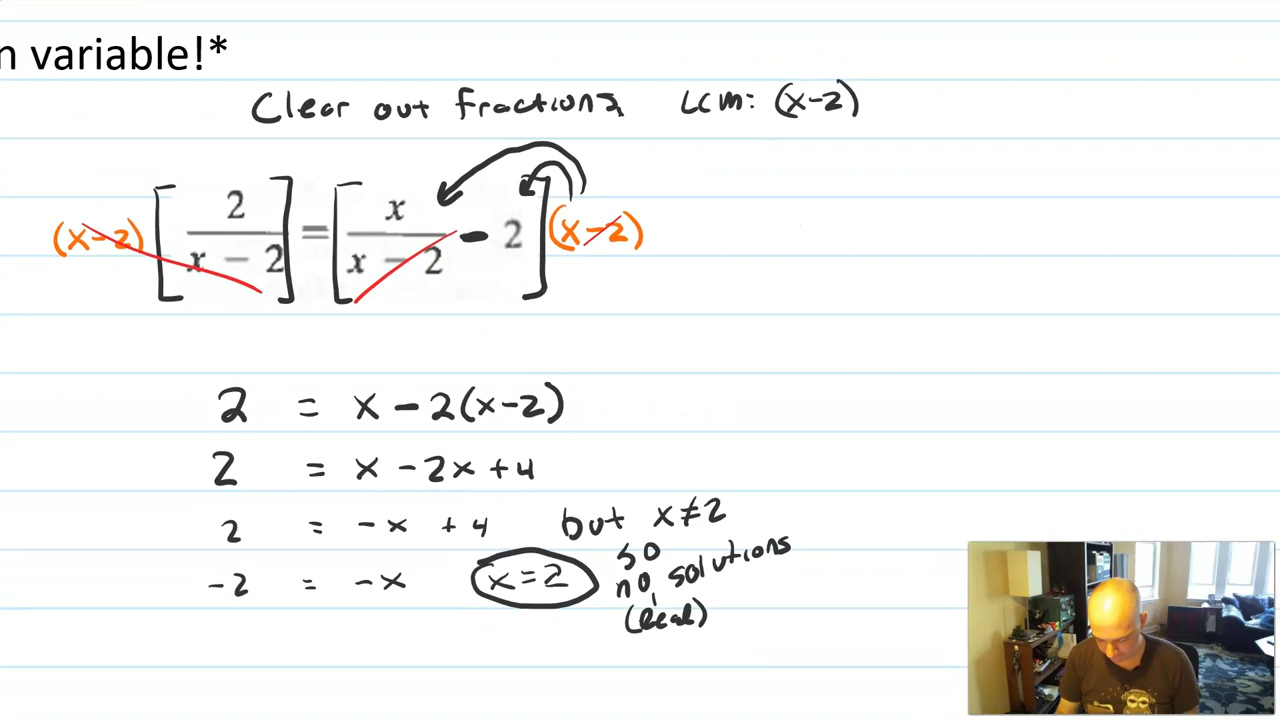 n variable!*
Clear out fractions. LCM: (x-2)
(x-2) [2/(x - 2)] = [x/(x - 2) - 2] (x-2)
2 = x - 2(x-2)
2 = x - 2x + 4
2 = -x + 4 but x≠2
so
-2 = -x x=2 no solutions
(Real)